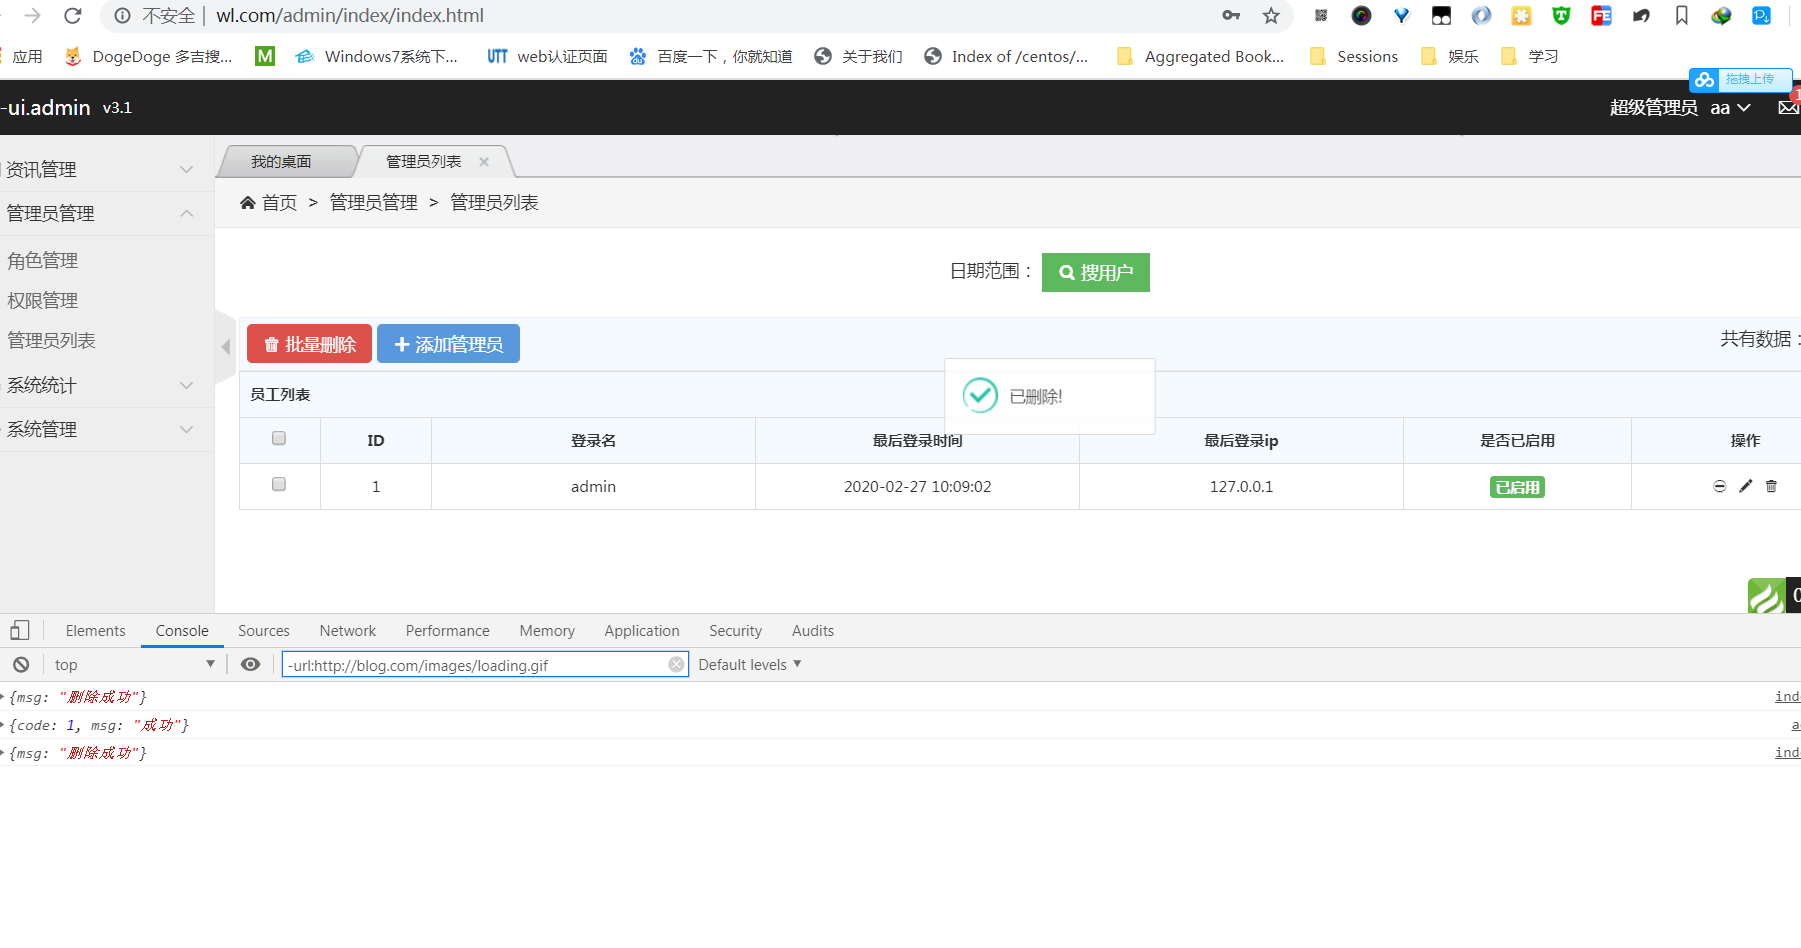 不安全 | wl.com/admin/index/index.html
应用 DogeDoge 多吉搜... M Windows7系统下... UTT web认证页面 百度一下，你就知道 关于我们 Index of /centos/... Aggregated Book... Sessions 娱乐 学习
拖拽上传
-ui.admin v3.1 超级管理员 aa
资讯管理
管理员管理
角色管理
权限管理
管理员列表
系统统计
系统管理
我的桌面 管理员列表
首页 > 管理员管理 > 管理员列表
日期范围： 搜用户
批量删除 添加管理员 共有数据：
已删除!
员工列表
ID 登录名 最后登录时间 最后登录ip 是否已启用 操作
1 admin 2020-02-27 10:09:02 127.0.0.1 已启用
0
Elements Console Sources Network Performance Memory Application Security Audits
top -url:http://blog.com/images/loading.gif Default levels
{msg: "删除成功"} ind
{code: 1, msg: "成功"} a
{msg: "删除成功"} ind